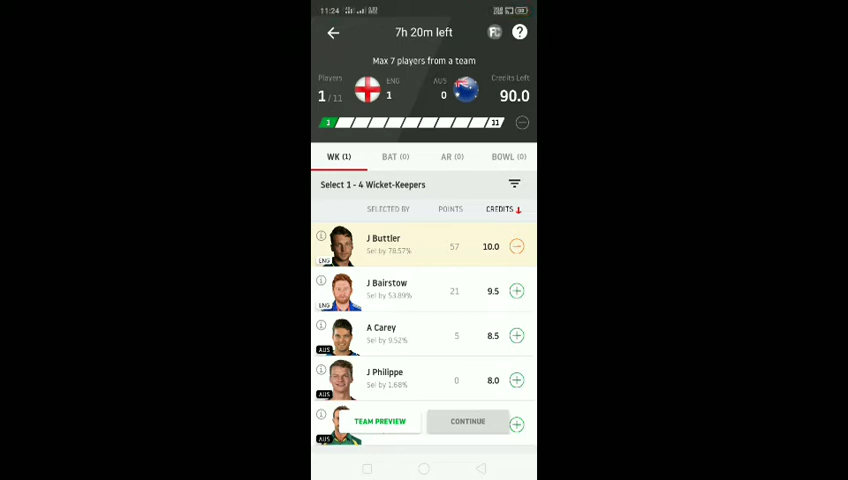 11:24
7h 20m left
FC ?
Max 7 players from a team
Players ENG AUS Credits Left
1 / 11 1 0 90.0
1 11
WK (1) BAT (0) AR (0) BOWL (0)
Select 1 - 4 Wicket-Keepers
SELECTED BY POINTS CREDITS
J Buttler
Sel by 78.57% 57 10.0
ENG
J Bairstow
Sel by 53.89% 21 9.5
ENG
A Carey
Sel by 9.52% 5 8.5
AUS
J Philippe
Sel by 1.68% 0 8.0
AUS
TEAM PREVIEW CONTINUE
AUS